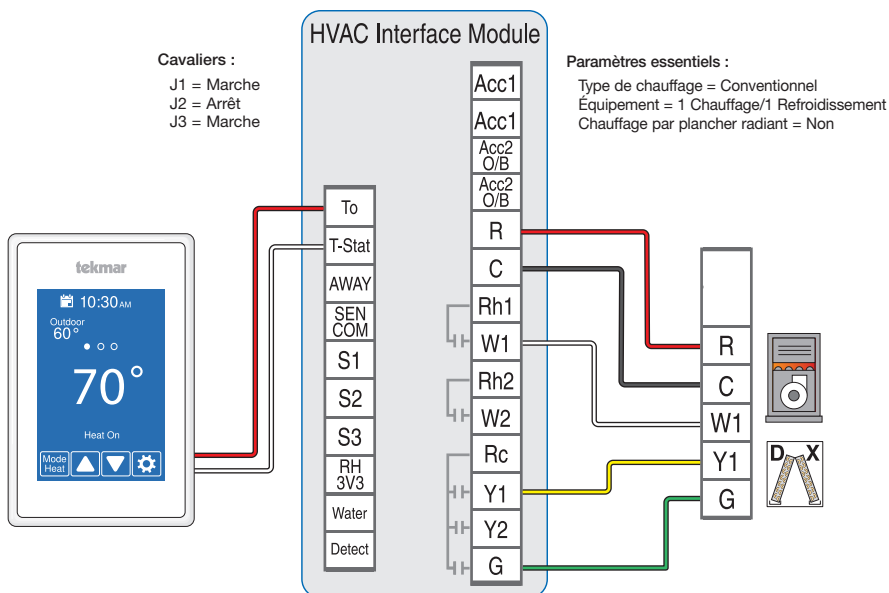 HVAC Interface Module
Cavaliers :
J1 = Marche
J2 = Arrêt
J3 = Marche
Paramètres essentiels :
Type de chauffage = Conventionnel
Équipement = 1 Chauffage/1 Refroidissement
Chauffage par plancher radiant = Non
tekmar
10:30 AM
Outdoor
60°
70°
Heat On
Mode
Heat
To
T-Stat
AWAY
SEN
COM
S1
S2
S3
RH
3V3
Water
Detect
Acc1
Acc1
Acc2
O/B
Acc2
O/B
R
C
Rh1
W1
Rh2
W2
Rc
Y1
Y2
G
R
C
W1
Y1
G
D X